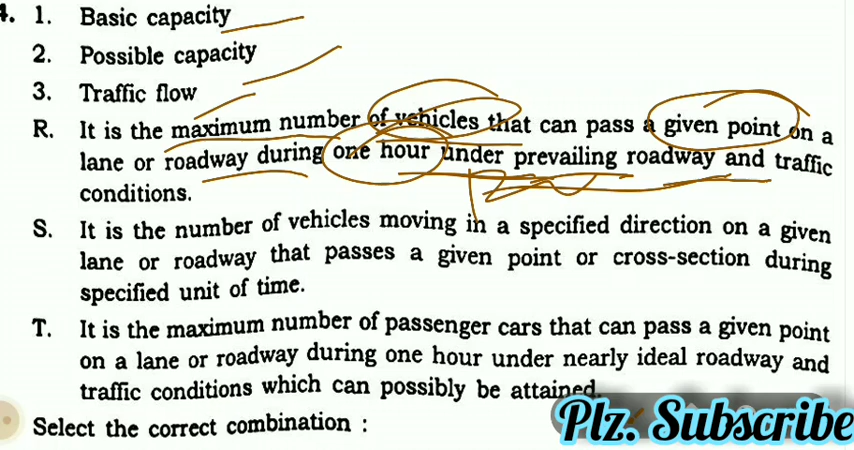 4. 1. Basic capacity
2. Possible capacity
3. Traffic flow
R. It is the maximum number of vehicles that can pass a given point on a
lane or roadway during one hour under prevailing roadway and traffic
conditions.
S. It is the number of vehicles moving in a specified direction on a given
lane or roadway that passes a given point or cross-section during
specified unit of time.
T. It is the maximum number of passenger cars that can pass a given point
on a lane or roadway during one hour under nearly ideal roadway and
traffic conditions which can possibly be attained.
Select the correct combination :
Plz. Subscribe